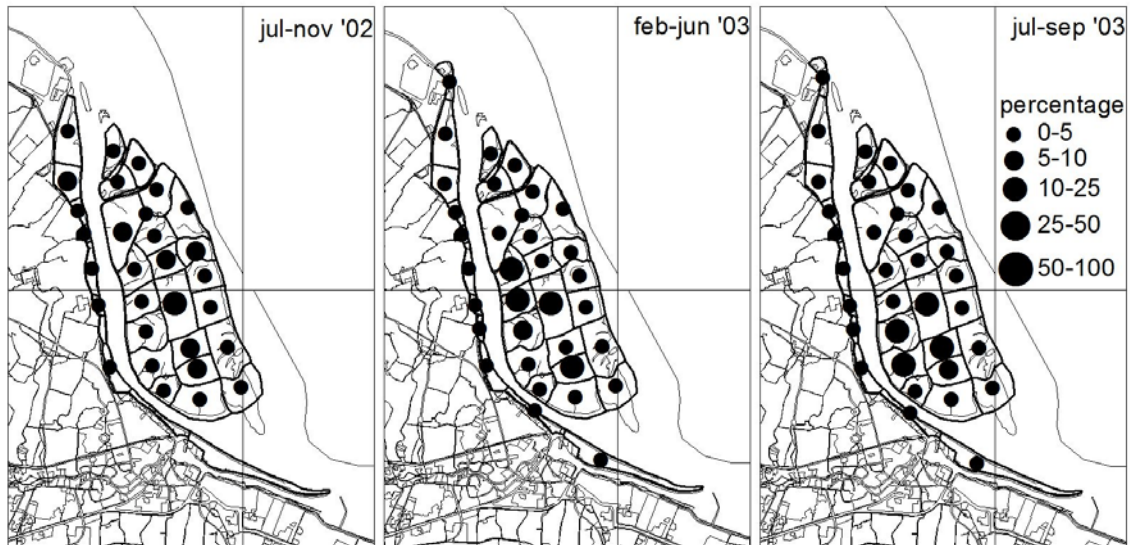 jul-nov '02
feb-jun '03
jul-sep '03
percentage
0-5
5-10
10-25
25-50
50-100